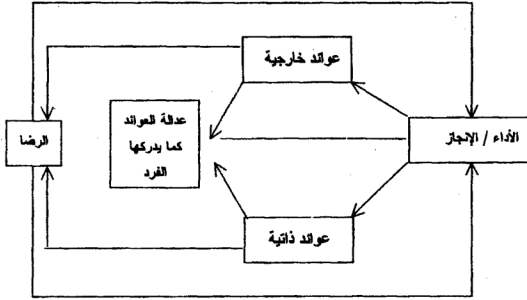 عوائد خارجية
الأداء / الإنجاز
عدالة العوائد
كما يدركها
الفرد
الرضا
عوائد ذاتية